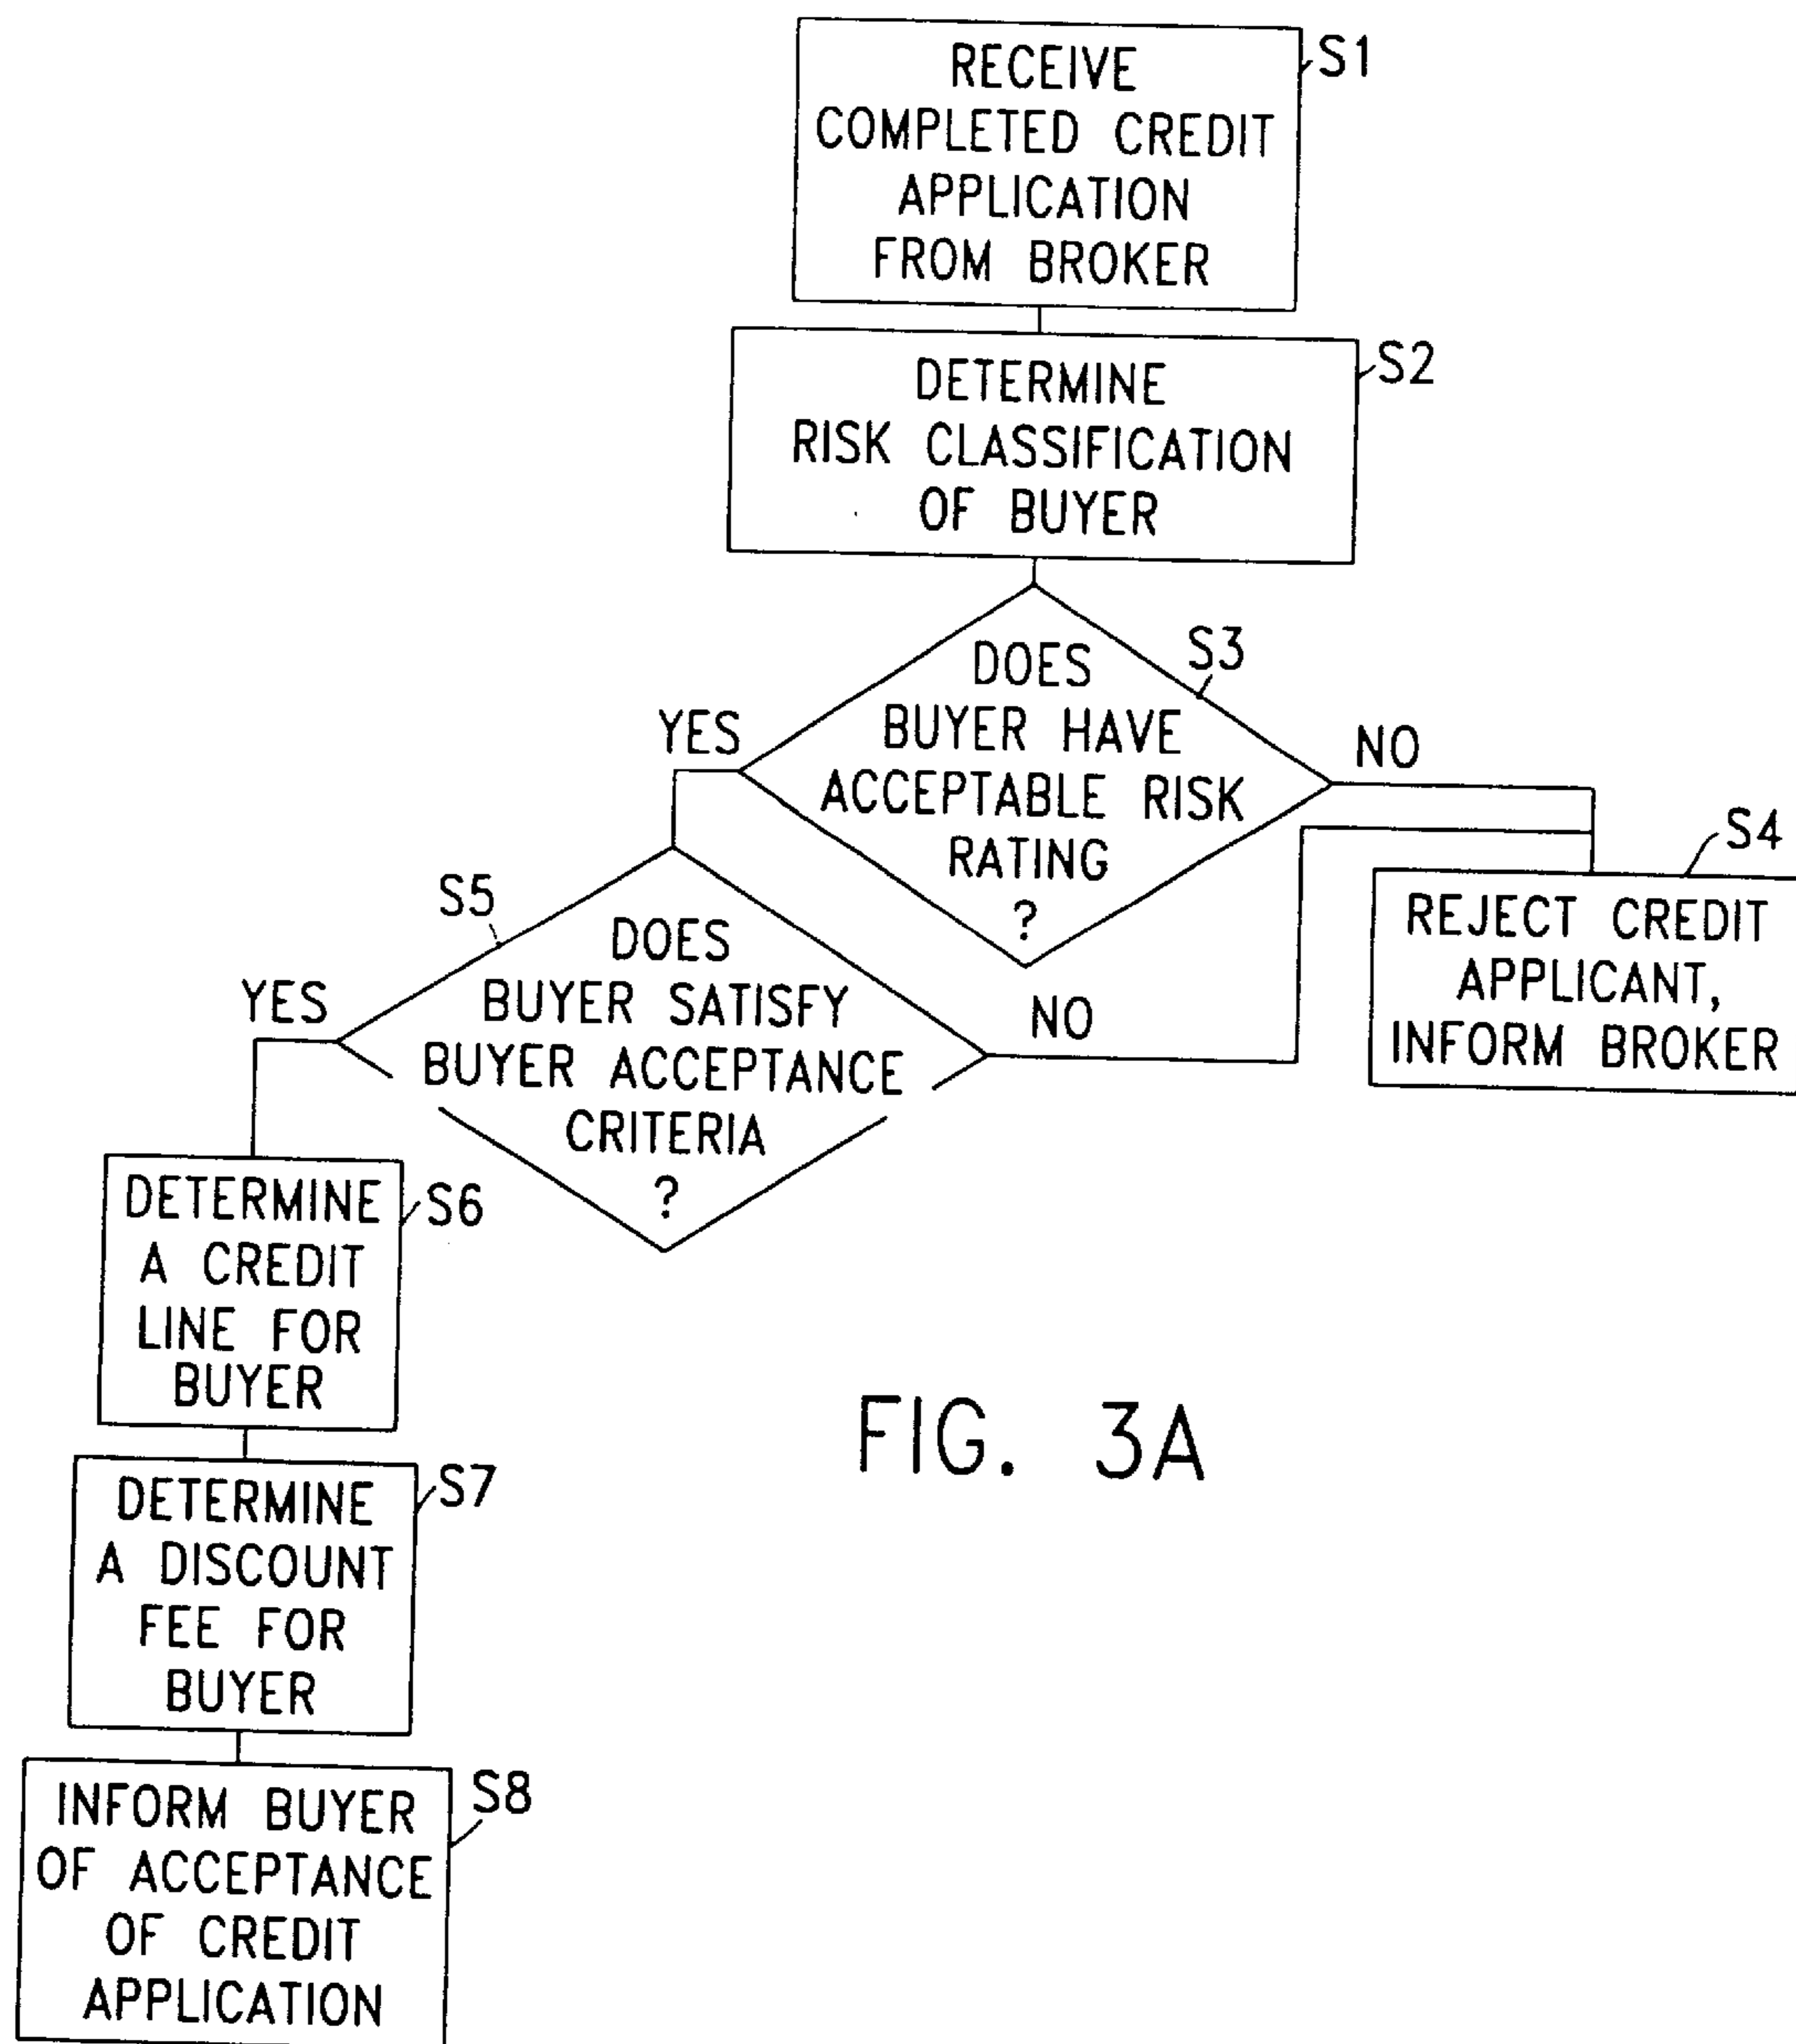 RECEIVE
COMPLETED CREDIT
APPLICATION
FROM BROKER
S1
DETERMINE
RISK CLASSIFICATION
OF BUYER
S2
DOES
BUYER HAVE
ACCEPTABLE RISK
RATING
?
S3
YES
NO
REJECT CREDIT
APPLICANT,
INFORM BROKER
S4
DOES
BUYER SATISFY
BUYER ACCEPTANCE
CRITERIA
?
S5
YES
NO
DETERMINE
A CREDIT
LINE FOR
BUYER
S6
DETERMINE
A DISCOUNT
FEE FOR
BUYER
S7
INFORM BUYER
OF ACCEPTANCE
OF CREDIT
APPLICATION
S8
FIG. 3A